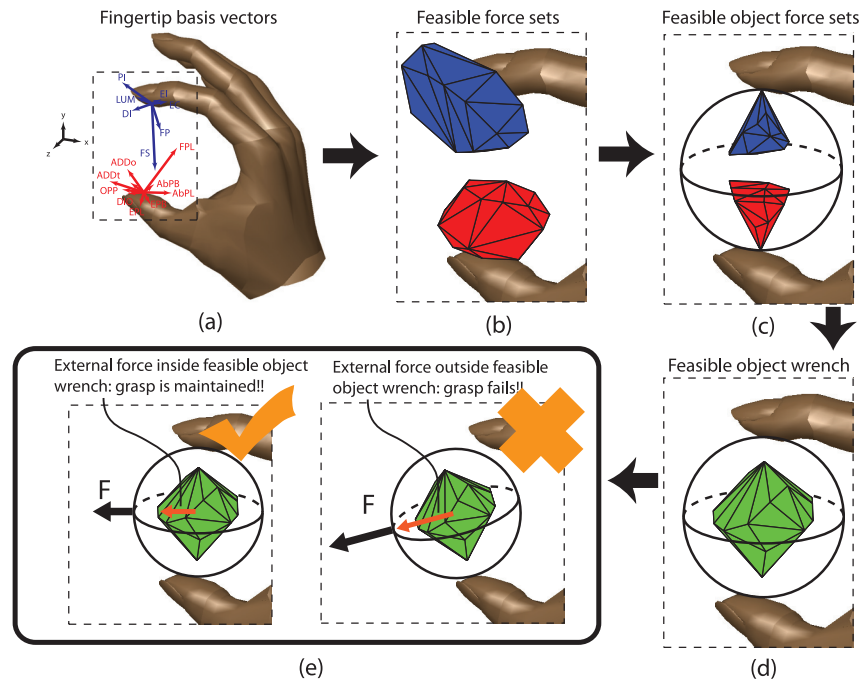 Fingertip basis vectors
Feasible force sets
Feasible object force sets
PI
LUM
EI
DI
FP
FS
FPL
ADDo
ADDt
OPP
AbPB
AbPL
y
x
z
(a)
(b)
(c)
External force inside feasible object
wrench: grasp is maintained!!
External force outside feasible
object wrench: grasp fails!!
Feasible object wrench
F
F
(e)
(d)